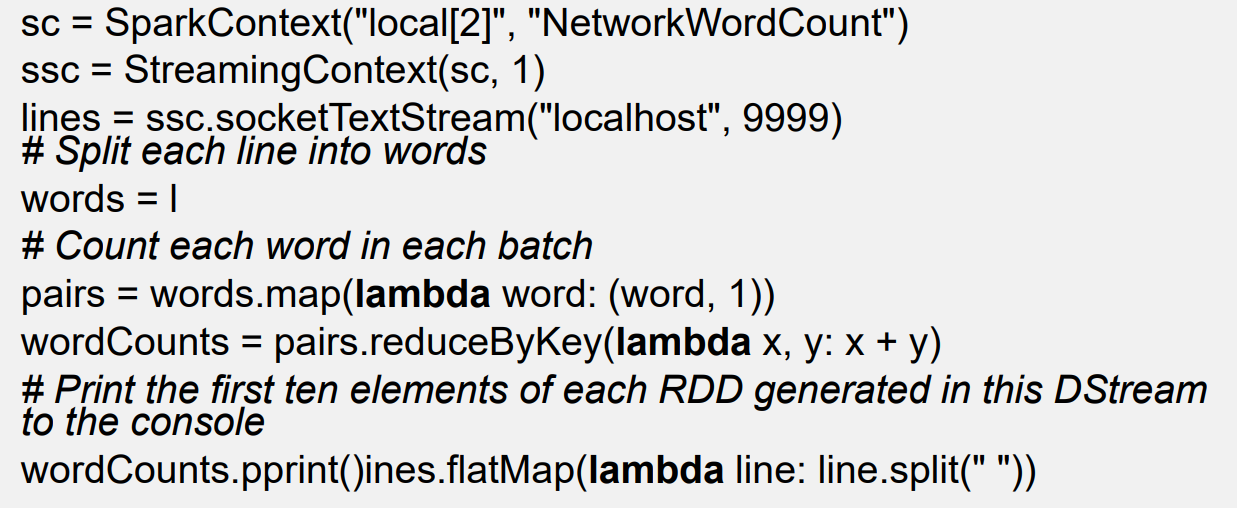 sc = SparkContext("local[2]", "NetworkWordCount")
ssc = StreamingContext(sc, 1)
lines = ssc.socketTextStream("localhost", 9999)
# Split each line into words
words = l
# Count each word in each batch
pairs = words.map(lambda word: (word, 1))
wordCounts = pairs.reduceByKey(lambda x, y: x + y)
# Print the first ten elements of each RDD generated in this DStream
to the console
wordCounts.pprint()ines.flatMap(lambda line: line.split(" "))